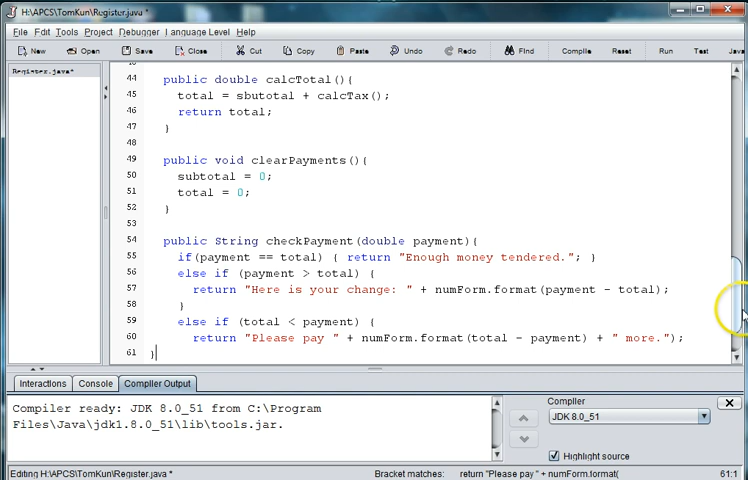 H:\APCS\TomKun\Register.java *
File Edit Tools Project Debugger Language Level Help
New Open Save Close Cut Copy Paste Undo Redo Find Compile Reset Run Test Java
Register.java*
44 public double calcTotal(){
45 total = sbutotal + calcTax();
46 return total;
47 }
48
49 public void clearPayments(){
50 subtotal = 0;
51 total = 0;
52 }
53
54 public String checkPayment(double payment){
55 if(payment == total) { return "Enough money tendered."; }
56 else if (payment > total) {
57 return "Here is your change: " + numForm.format(payment - total);
58 }
59 else if (total < payment) {
60 return "Please pay " + numForm.format(total - payment) + " more.");
61 }
Interactions Console Compiler Output
Compiler ready: JDK 8.0_51 from C:\Program
Files\Java\jdk1.8.0_51\lib\tools.jar.
Compiler
JDK 8.0_51
Highlight source
Editing H:\APCS\TomKun\Register.java * Bracket matches: return "Please pay " + numForm.format( 61:1